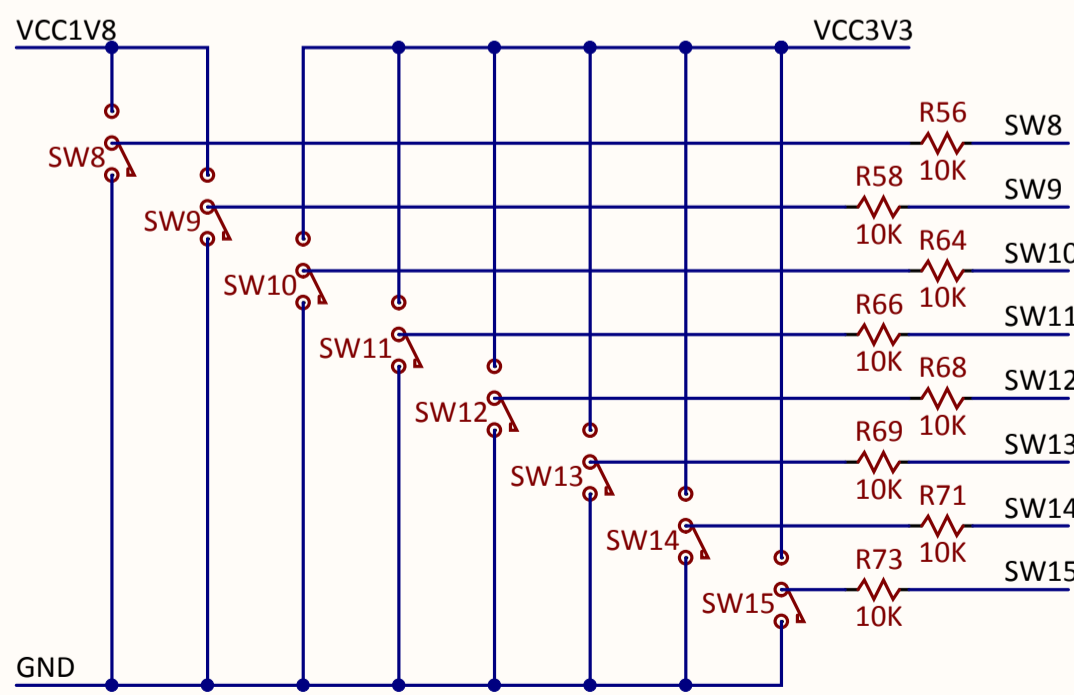 VCC1V8 VCC3V3
R56 SW8
SW8 10K
R58 SW9
SW9 10K
R64 SW10
SW10 10K
R66 SW11
SW11 10K
R68 SW12
SW12 10K
R69 SW13
SW13 10K
R71 SW14
SW14 10K
R73 SW15
SW15 10K
GND